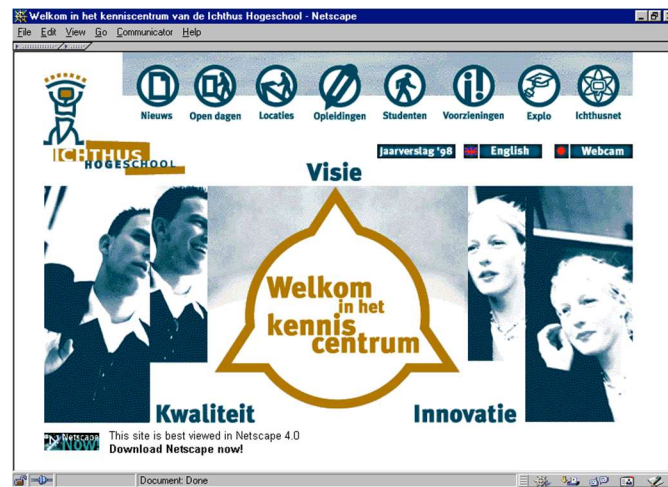 Welkom in het kenniscentrum van de Ichthus Hogeschool - Netscape
File Edit View Go Communicator Help
Nieuws Open dagen Locaties Opleidingen Studenten Voorzieningen Explo Ichthusnet
ICHTHUS
HOGESCHOOL
Jaarverslag '98 English Webcam
Visie
Welkom
in het
kennis
centrum
Kwaliteit Innovatie
Netscape
Now!
This site is best viewed in Netscape 4.0
Download Netscape now!
Document: Done